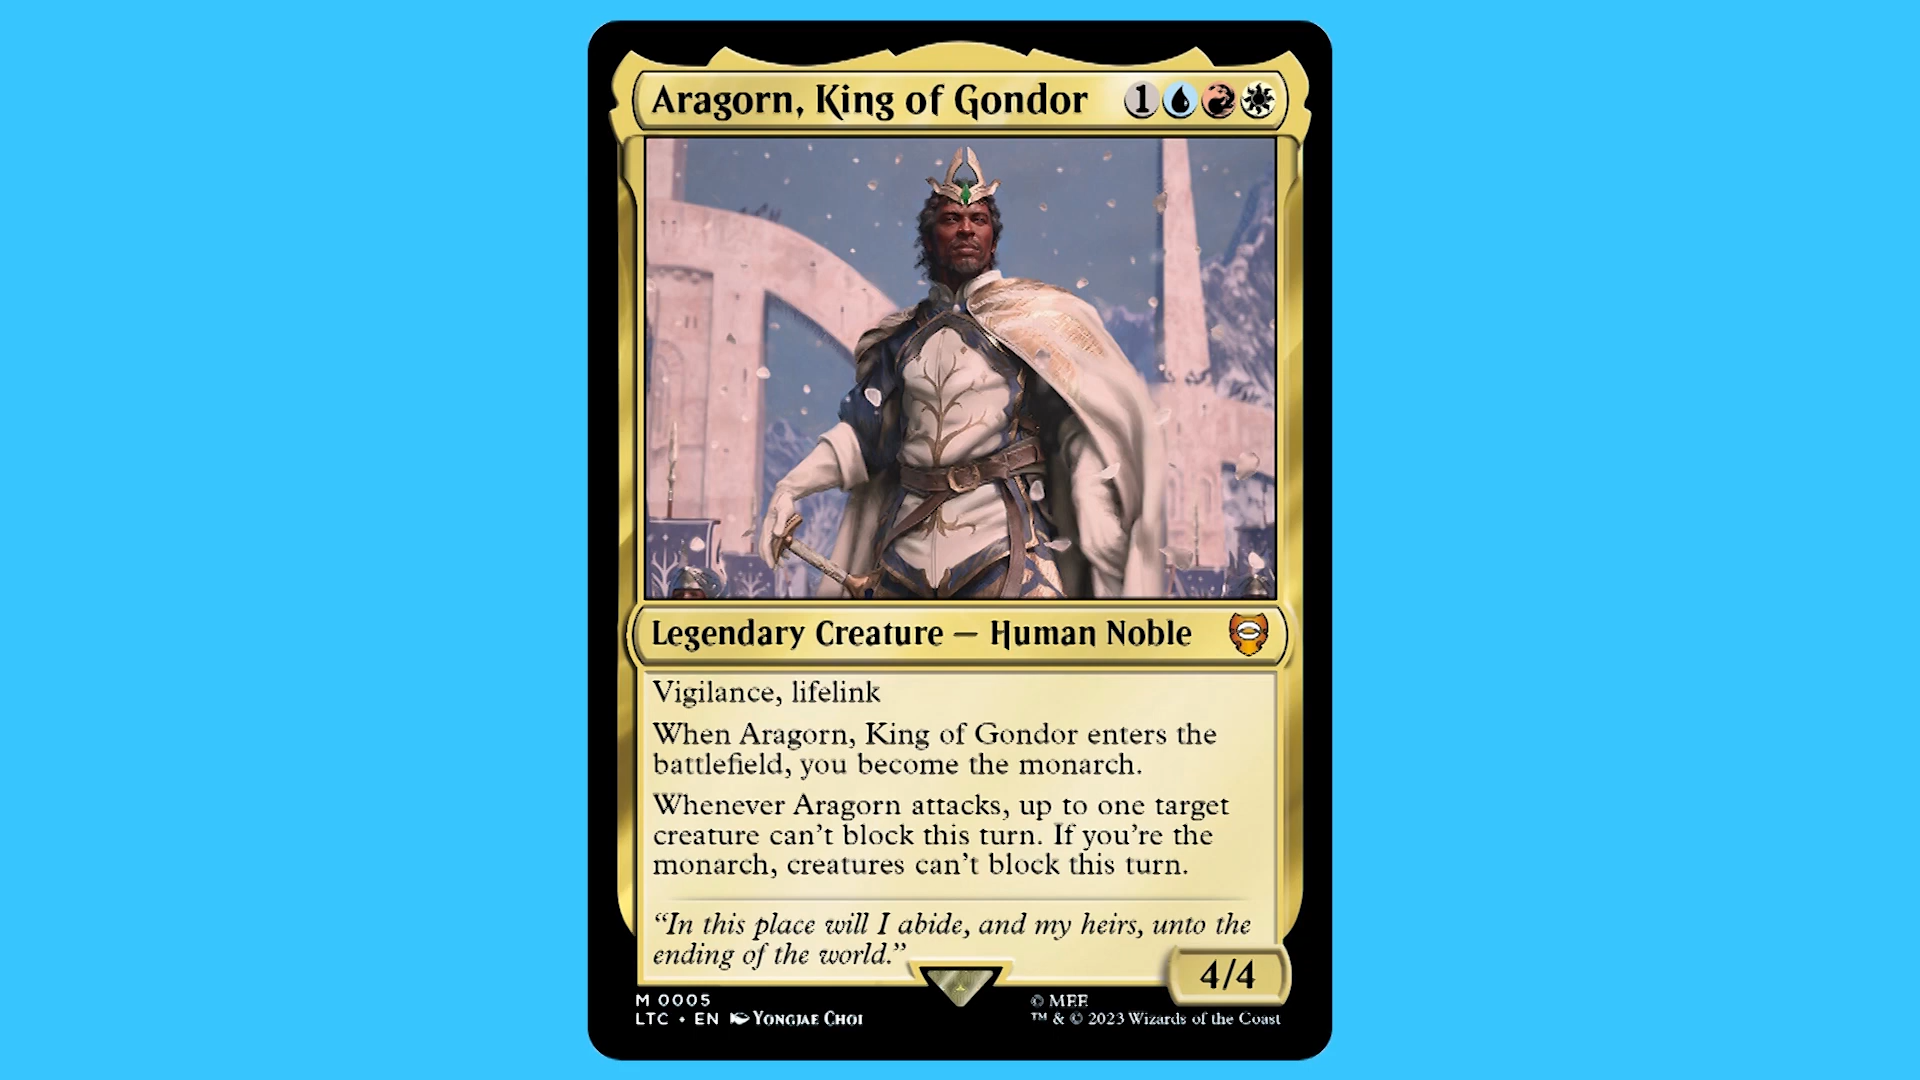 Aragorn, King of Gondor 1
Legendary Creature — Human Noble
Vigilance, lifelink
When Aragorn, King of Gondor enters the
battlefield, you become the monarch.
Whenever Aragorn attacks, up to one target
creature can't block this turn. If you're the
monarch, creatures can't block this turn.
“In this place will I abide, and my heirs, unto the
ending of the world.”
4/4
M 0005
LTC • EN Yongjae Choi
© MEE
™ & © 2023 Wizards of the Coast